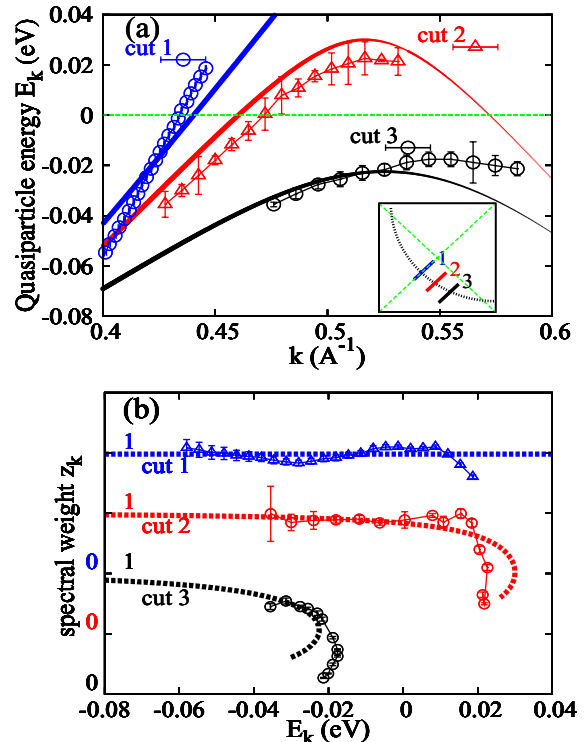 (a)
cut 1
cut 2
cut 3
Quasiparticle energy E_k (eV)
0.04
0.02
0
-0.02
-0.04
-0.06
-0.08
1
2
3
0.4 0.45 0.5 0.55 0.6
k (A^-1)
(b)
spectral weight z_k
1
cut 1
1
cut 2
0
1
cut 3
0
0
-0.08 -0.06 -0.04 -0.02 0 0.02 0.04
E_k (eV)